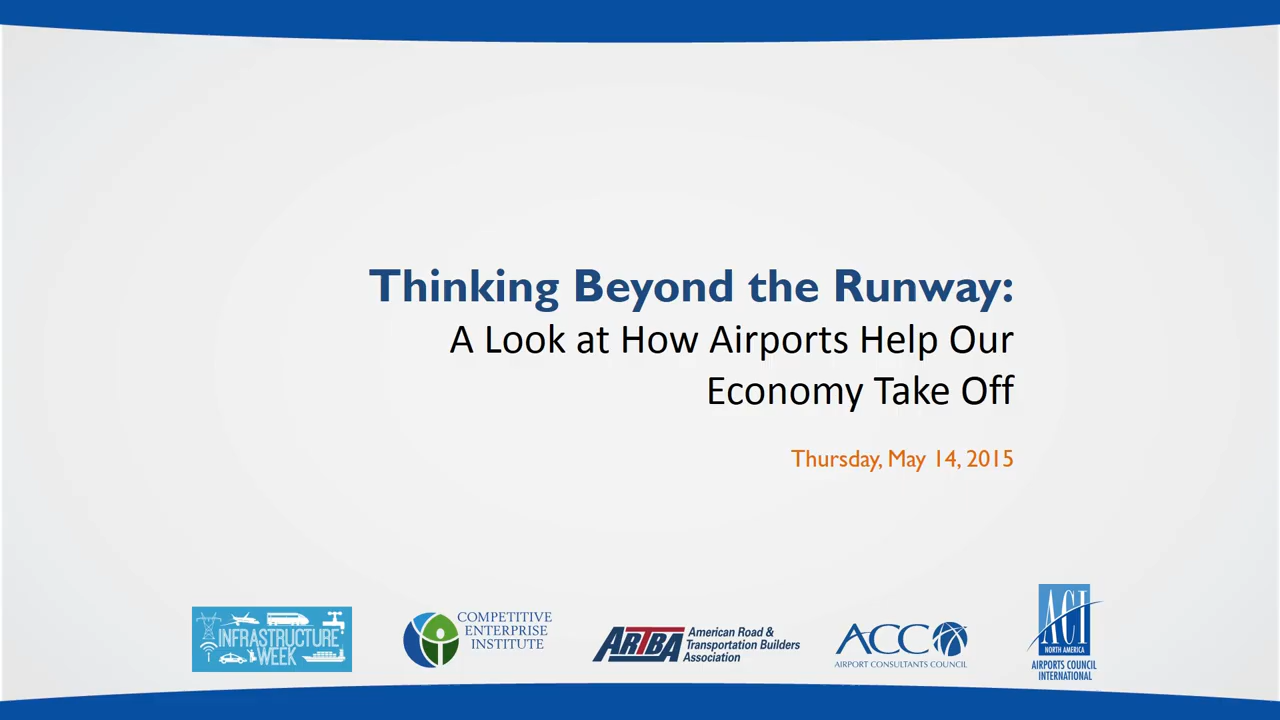 Thinking Beyond the Runway:
A Look at How Airports Help Our
Economy Take Off
Thursday, May 14, 2015
INFRASTRUCTURE
WEEK
COMPETITIVE
ENTERPRISE
INSTITUTE
ARTBA
American Road &
Transportation Builders
Association
ACC
AIRPORT CONSULTANTS COUNCIL
ACI
NORTH AMERICA
AIRPORTS COUNCIL
INTERNATIONAL